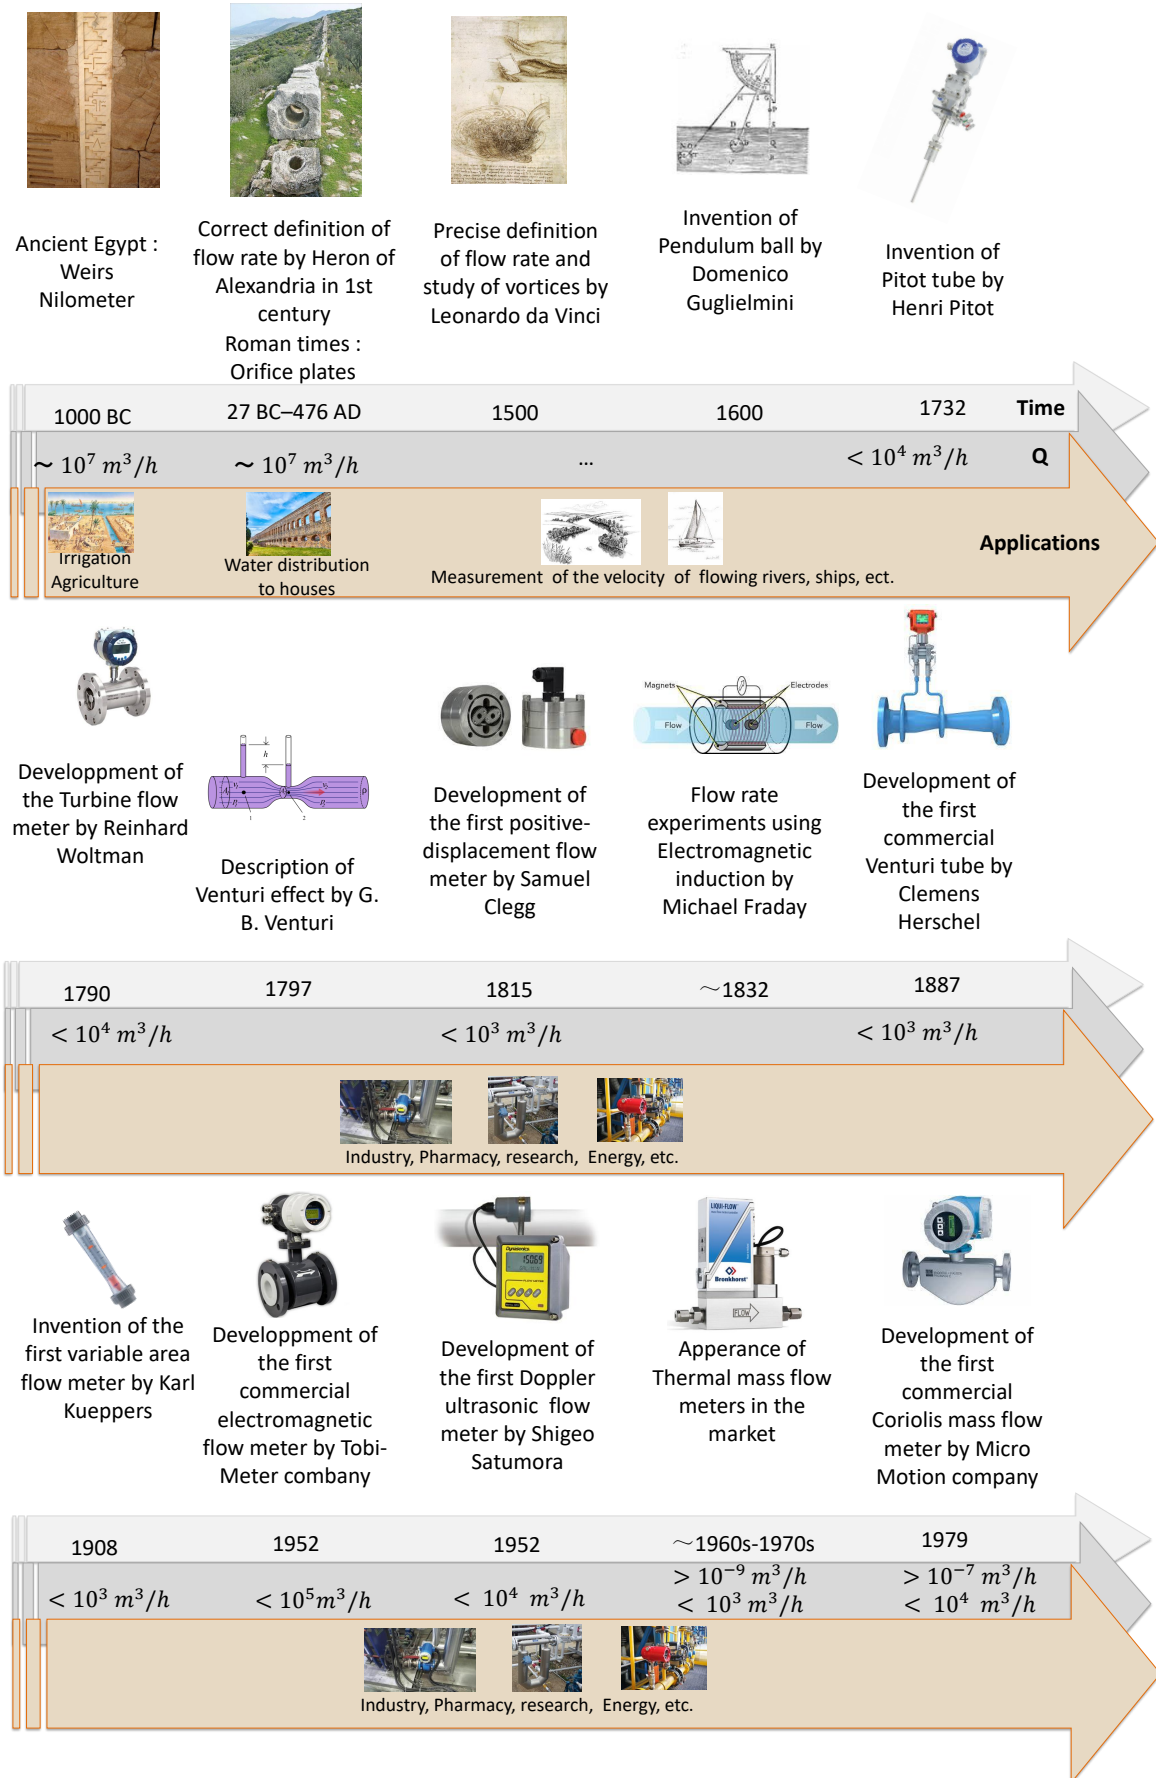 Ancient Egypt :
Weirs
Nilometer
Correct definition of
flow rate by Heron of
Alexandria in 1st
century
Roman times :
Orifice plates
Precise definition
of flow rate and
study of vortices by
Leonardo da Vinci
Invention of
Pendulum ball by
Domenico
Guglielmini
Invention of
Pitot tube by
Henri Pitot
1000 BC
27 BC–476 AD
1500
1600
1732
Time
~ 10⁷ m³/h
~ 10⁷ m³/h
...
< 10⁴ m³/h
Q
Irrigation
Agriculture
Water distribution
to houses
Measurement of the velocity of flowing rivers, ships, ect.
Applications
Developpment of
the Turbine flow
meter by Reinhard
Woltman
h
1
2
Description of
Venturi effect by G.
B. Venturi
Development of
the first positive-
displacement flow
meter by Samuel
Clegg
Magnets
Electrodes
Flow
Flow
Flow rate
experiments using
Electromagnetic
induction by
Michael Fraday
Development of
the first
commercial
Venturi tube by
Clemens
Herschel
1790
1797
1815
~1832
1887
< 10⁴ m³/h
< 10³ m³/h
< 10³ m³/h
Industry, Pharmacy, research, Energy, etc.
Invention of the
first variable area
flow meter by Karl
Kueppers
Developpment of
the first
commercial
electromagnetic
flow meter by Tobi-
Meter combany
Dynasonics
Development of
the first Doppler
ultrasonic flow
meter by Shigeo
Satumora
LIQUI-FLOW
Bronkhorst
FLOW
Apperance of
Thermal mass flow
meters in the
market
Development of
the first
commercial
Coriolis mass flow
meter by Micro
Motion company
1908
1952
1952
~1960s-1970s
1979
< 10³ m³/h
< 10⁵m³/h
< 10⁴ m³/h
> 10⁻⁹ m³/h
< 10³ m³/h
> 10⁻⁷ m³/h
< 10⁴ m³/h
Industry, Pharmacy, research, Energy, etc.